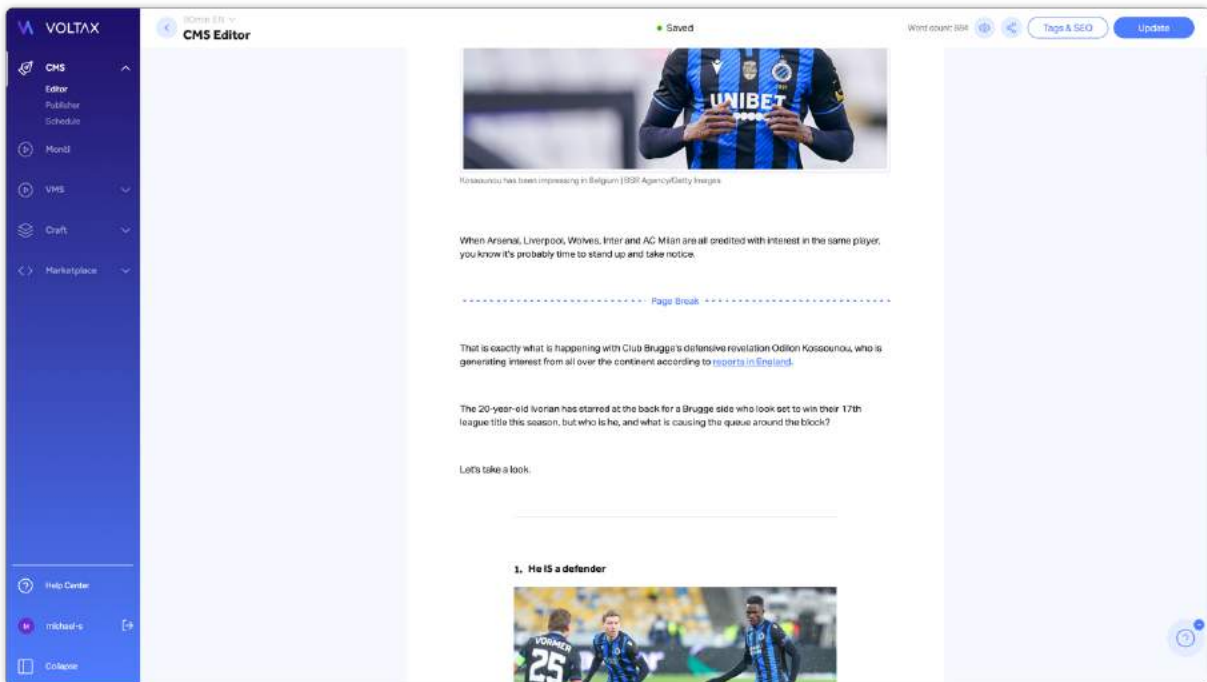 VOLTAX
90min EN
CMS Editor
Saved
Word count: 884
Tags & SEO
Update
CMS
Editor
Publisher
Schedule
Monti
VMS
Craft
Marketplace
UNIBET
Kossounou has been impressing in Belgium | BSR Agency/Getty Images
When Arsenal, Liverpool, Wolves, Inter and AC Milan are all credited with interest in the same player,
you know it's probably time to stand up and take notice.
Page Break
That is exactly what is happening with Club Brugge's defensive revelation Odilon Kossounou, who is
generating interest from all over the continent according to reports in England.
The 20-year-old Ivorian has starred at the back for a Brugge side who look set to win their 17th
league title this season, but who is he, and what is causing the queue around the block?
Let's take a look.
1. He IS a defender
VORMER
25
Help Center
michael-s
Collapse